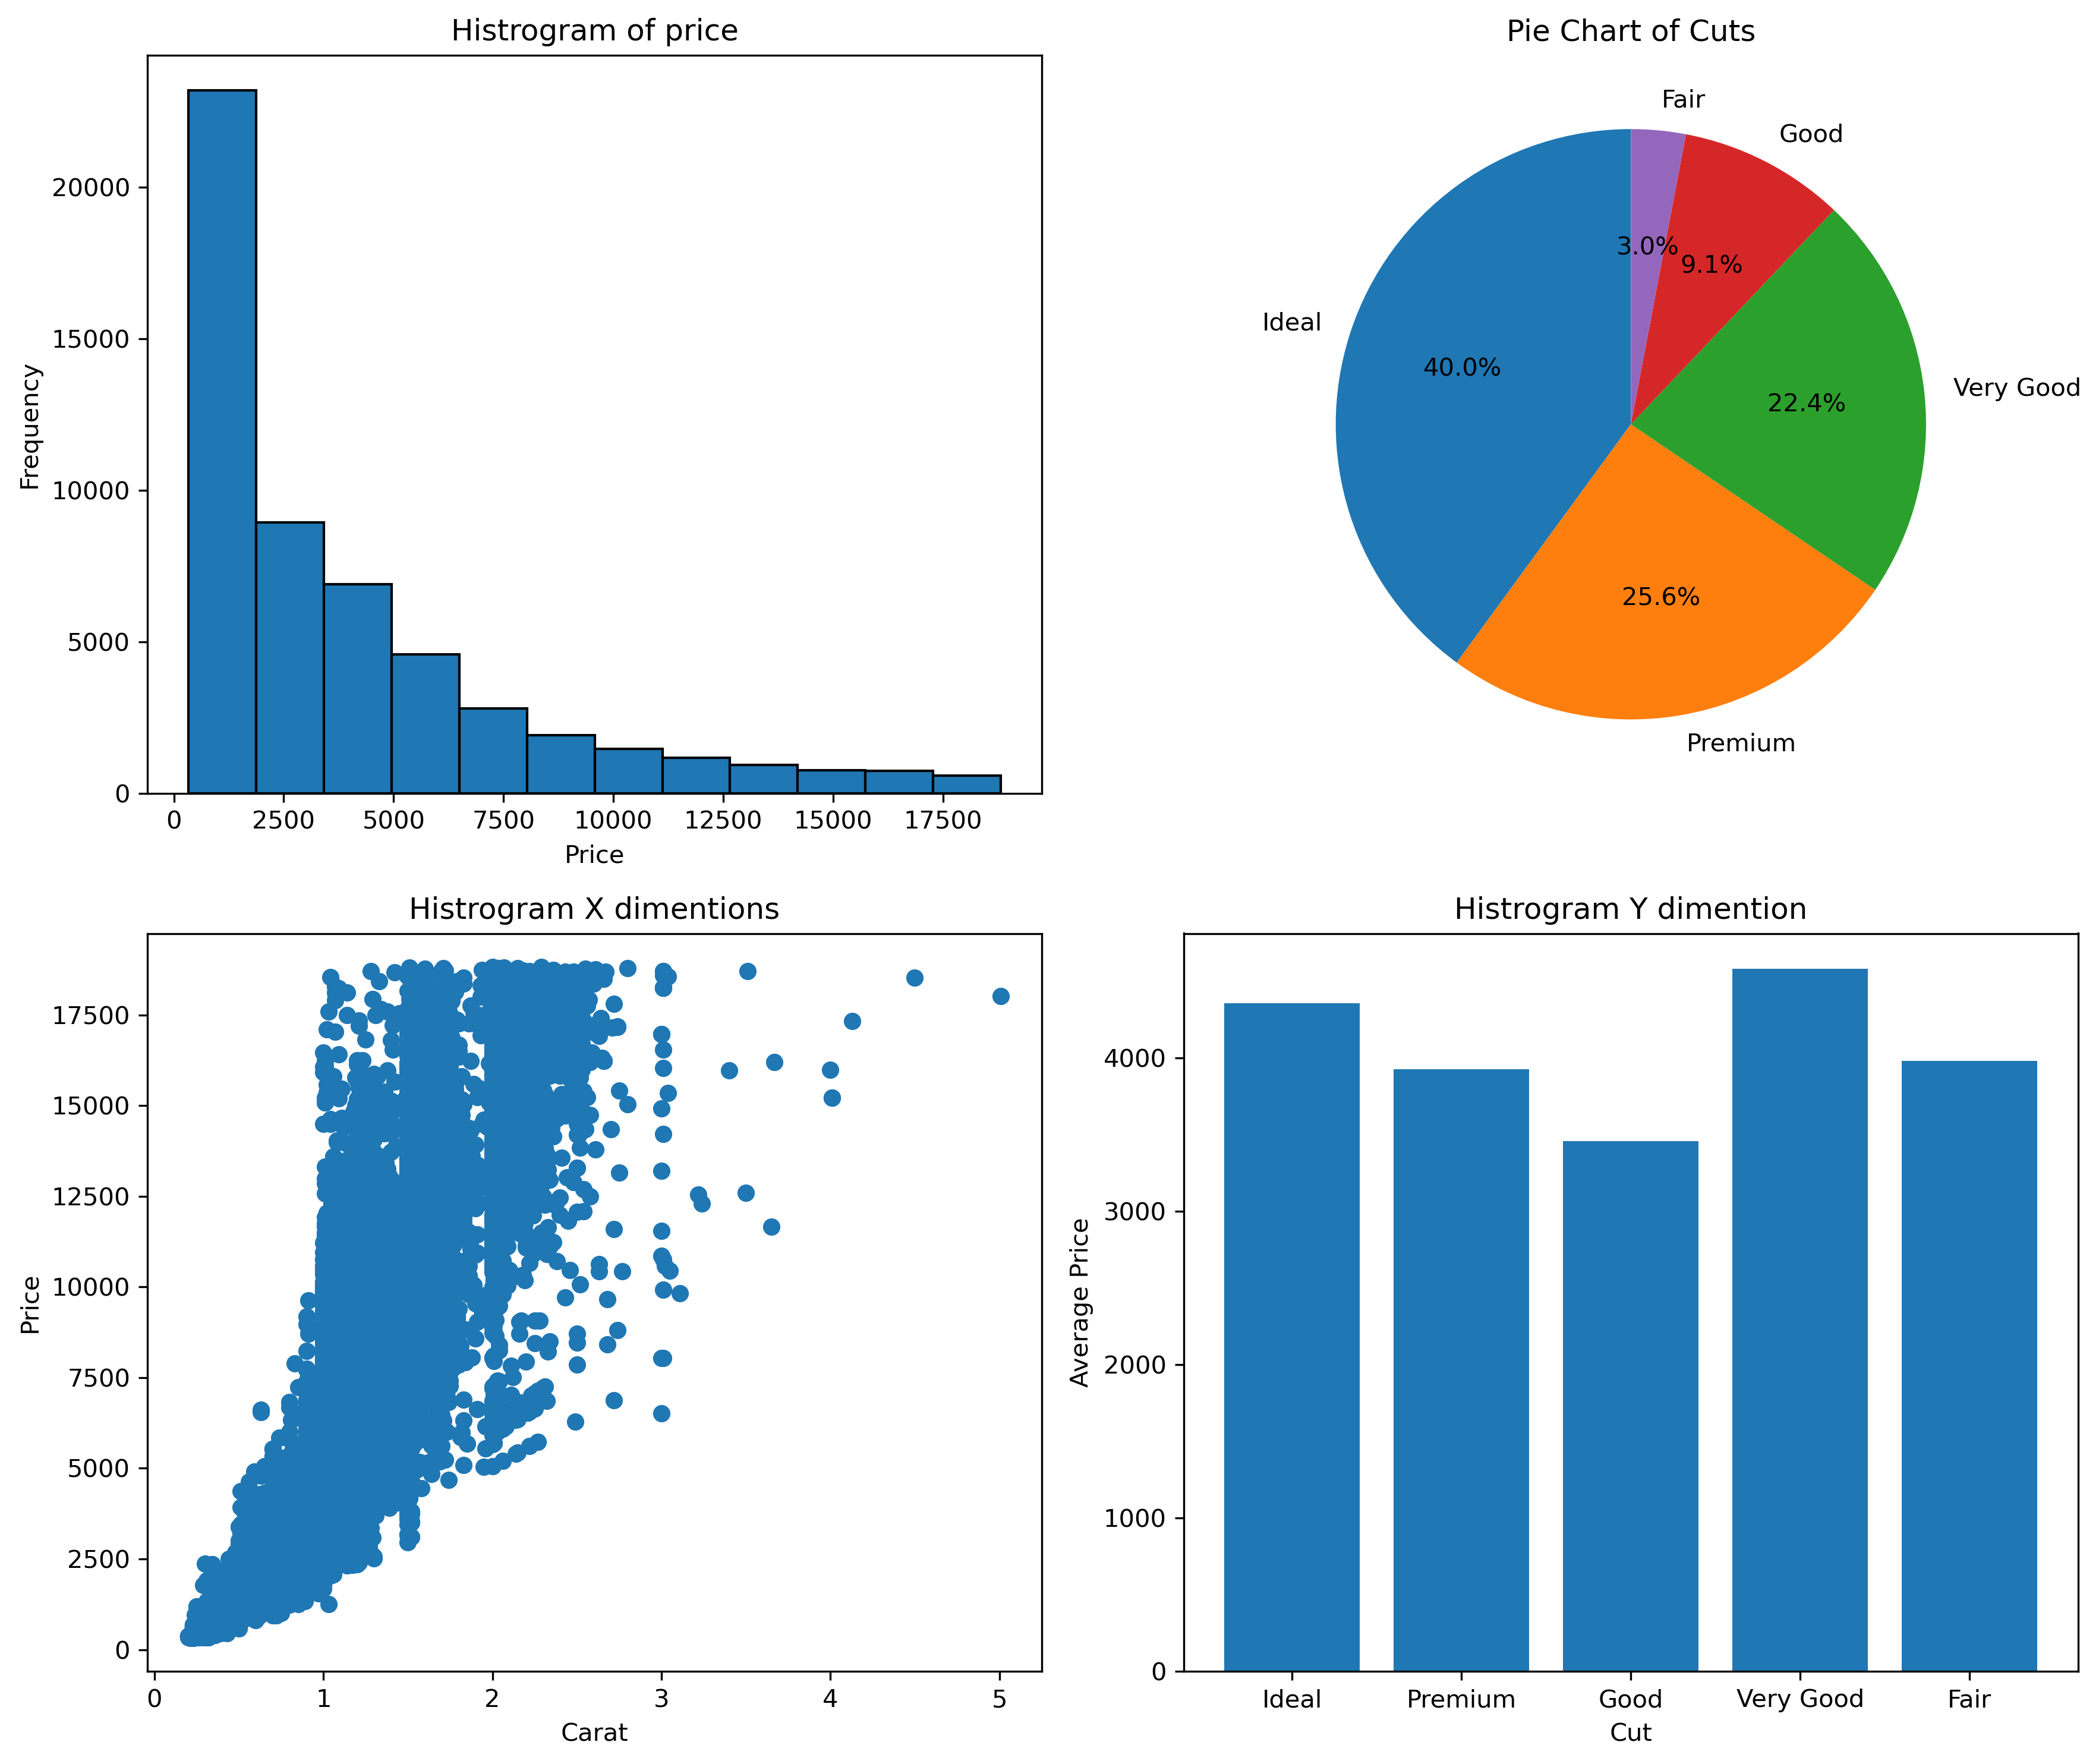 Histrogram of price
Frequency
20000
15000
10000
5000
0
0 2500 5000 7500 10000 12500 15000 17500
Price
Pie Chart of Cuts
Fair
Good
3.0%
9.1%
Ideal
40.0%
22.4%
Very Good
25.6%
Premium
Histrogram X dimentions
Price
17500
15000
12500
10000
7500
5000
2500
0
0 1 2 3 4 5
Carat
Histrogram Y dimention
Average Price
4000
3000
2000
1000
0
Ideal Premium Good Very Good Fair
Cut